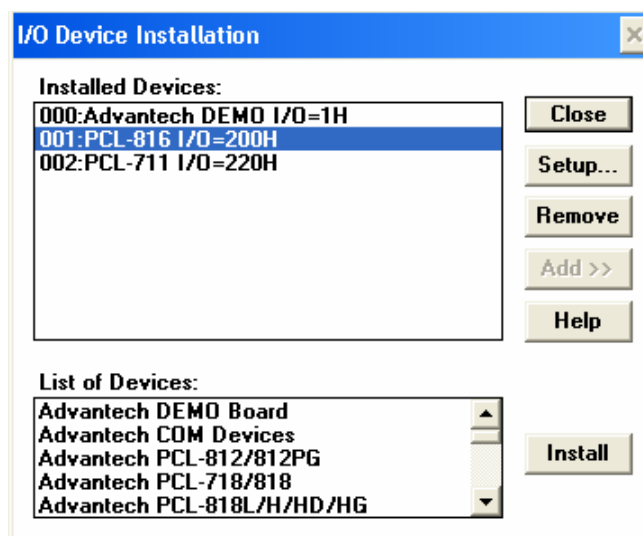 I/O Device Installation
Installed Devices:
000:Advantech DEMO I/O=1H
001:PCL-816 I/O=200H
002:PCL-711 I/O=220H
Close
Setup...
Remove
Add >>
Help
List of Devices:
Advantech DEMO Board
Advantech COM Devices
Advantech PCL-812/812PG
Advantech PCL-718/818
Advantech PCL-818L/H/HD/HG
Install